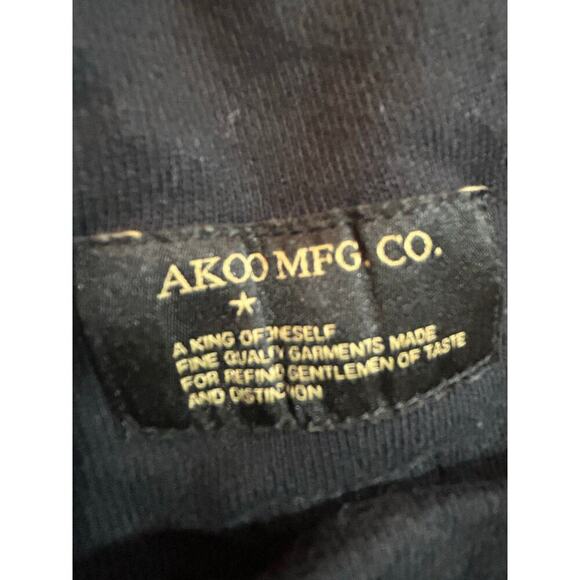 AKOO MFG. CO.
A KING OF ONESELF
FINE QUALITY GARMENTS MADE
FOR REFINED GENTLEMEN OF TASTE
AND DISTINCTION